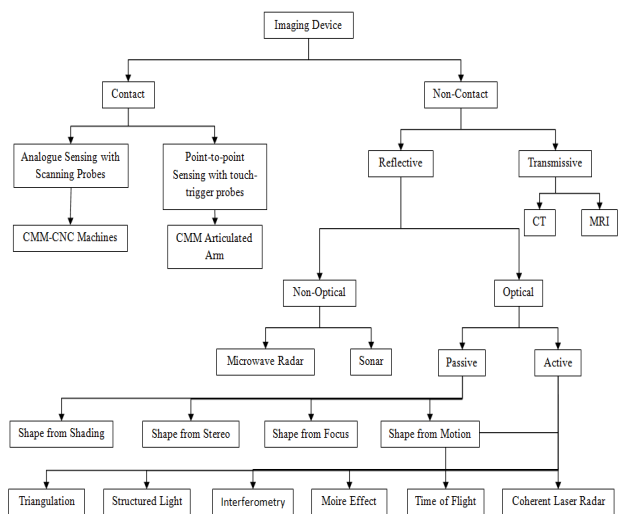 Imaging Device
Contact
Non-Contact
Analogue Sensing with
Scanning Probes
Point-to-point
Sensing with touch-
trigger probes
Reflective
Transmissive
CMM-CNC Machines
CMM Articulated
Arm
CT
MRI
Non-Optical
Optical
Microwave Radar
Sonar
Passive
Active
Shape from Shading
Shape from Stereo
Shape from Focus
Shape from Motion
Triangulation
Structured Light
Interferometry
Moire Effect
Time of Flight
Coherent Laser Radar